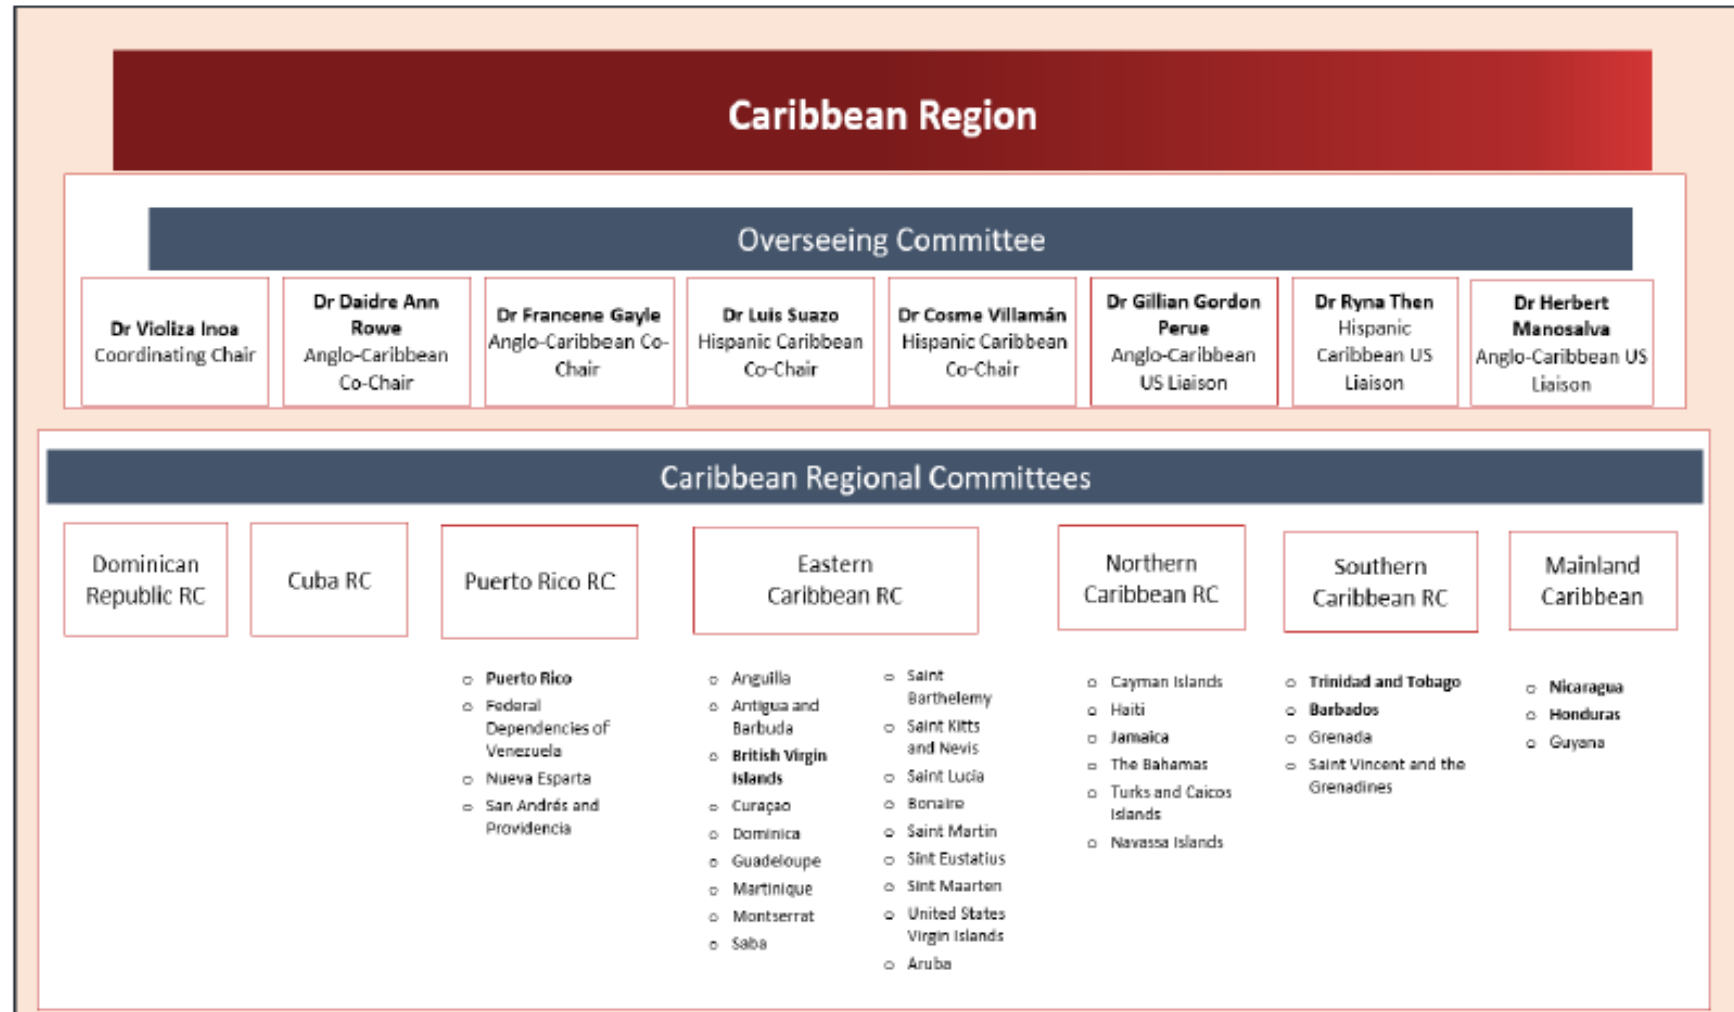 Caribbean Region
Overseeing Committee
Dr Violiza Inoa
Coordinating Chair
Dr Daidre Ann
Rowe
Anglo-Caribbean
Co-Chair
Dr Francene Gayle
Anglo-Caribbean Co-
Chair
Dr Luis Suazo
Hispanic Caribbean
Co-Chair
Dr Cosme Villamán
Hispanic Caribbean
Co-Chair
Dr Gillian Gordon
Perue
Anglo-Caribbean
US Liaison
Dr Ryna Then
Hispanic
Caribbean US
Liaison
Dr Herbert
Manosalva
Anglo-Caribbean US
Liaison
Caribbean Regional Committees
Dominican
Republic RC
Cuba RC
Puerto Rico RC
Eastern
Caribbean RC
Northern
Caribbean RC
Southern
Caribbean RC
Mainland
Caribbean
Puerto Rico
Federal
Dependencies of
Venezuela
Nueva Esparta
San Andrés and
Providencia
Anguilla
Antigua and
Barbuda
British Virgin
Islands
Curaçao
Dominica
Guadeloupe
Martinique
Montserrat
Saba
Saint
Barthelemy
Saint Kitts
and Nevis
Saint Lucia
Bonaire
Saint Martin
Sint Eustatius
Sint Maarten
United States
Virgin Islands
Aruba
Cayman Islands
Haiti
Jamaica
The Bahamas
Turks and Caicos
Islands
Navassa Islands
Trinidad and Tobago
Barbados
Grenada
Saint Vincent and the
Grenadines
Nicaragua
Honduras
Guyana